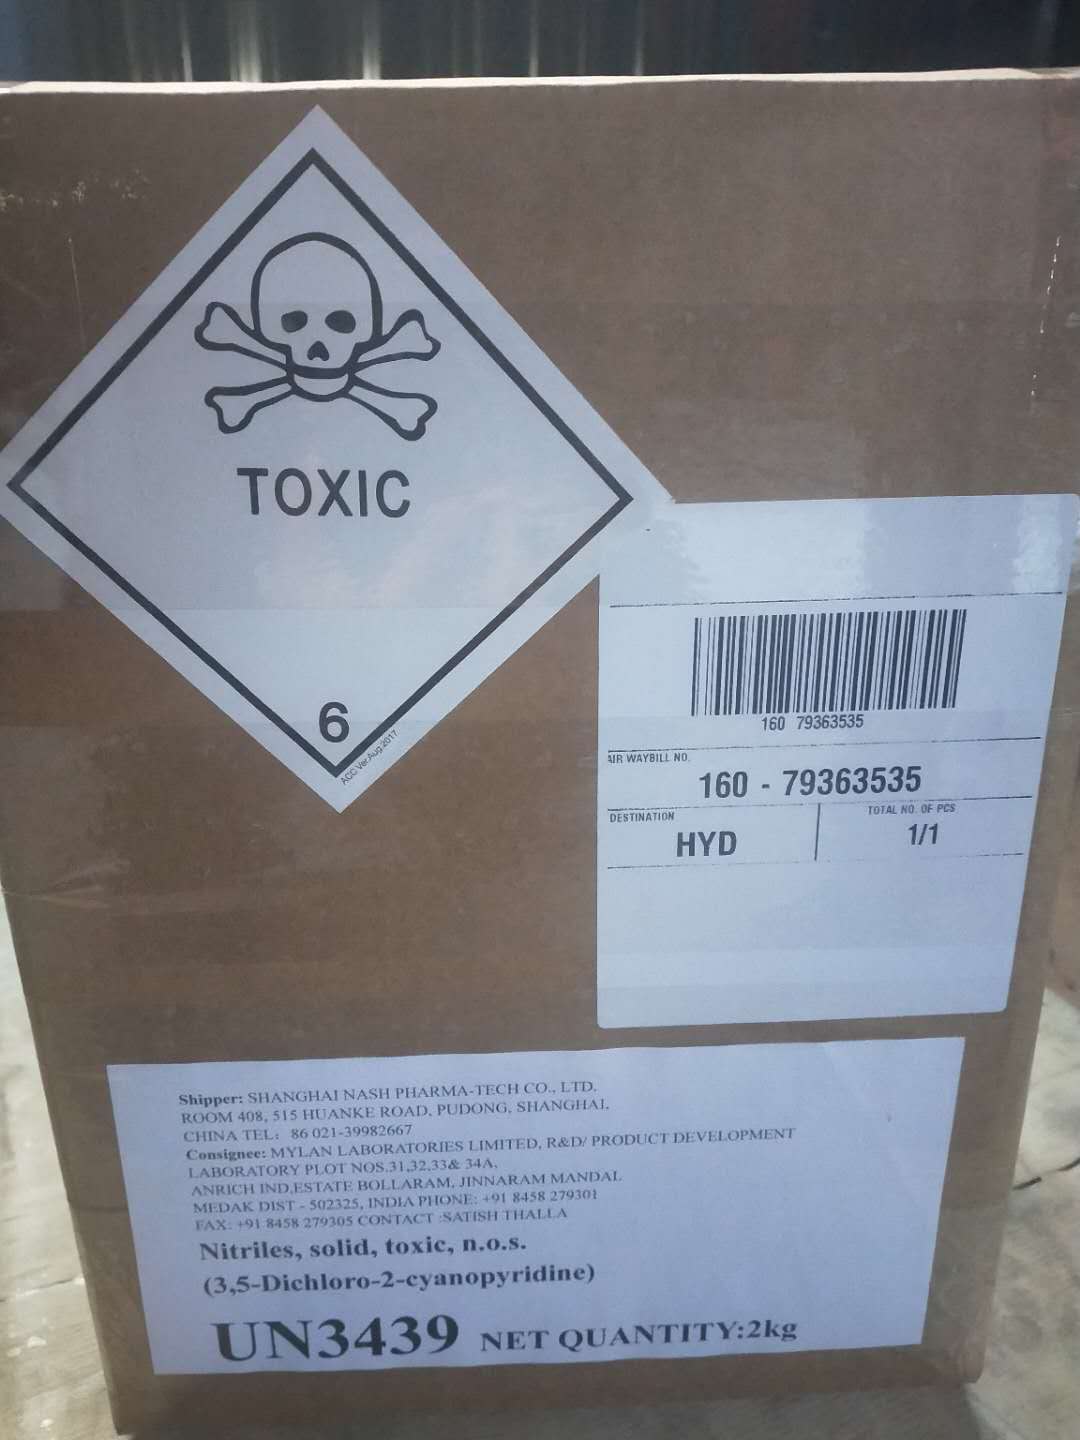 TOXIC
6
ACC Ver.Aug.2017
160 79363535
AIR WAYBILL NO.
160 - 79363535
DESTINATION
HYD
TOTAL NO. OF PCS
1/1
Shipper: SHANGHAI NASH PHARMA-TECH CO., LTD.
ROOM 408, 515 HUANKE ROAD, PUDONG, SHANGHAI,
CHINA TEL: 86 021-39982667
Consignee: MYLAN LABORATORIES LIMITED, R&D/ PRODUCT DEVELOPMENT
LABORATORY PLOT NOS.31,32,33& 34A,
ANRICH IND,ESTATE BOLLARAM, JINNARAM MANDAL
MEDAK DIST - 502325, INDIA PHONE: +91 8458 279301
FAX: +91 8458 279305 CONTACT :SATISH THALLA
Nitriles, solid, toxic, n.o.s.
(3,5-Dichloro-2-cyanopyridine)
UN3439 NET QUANTITY:2kg